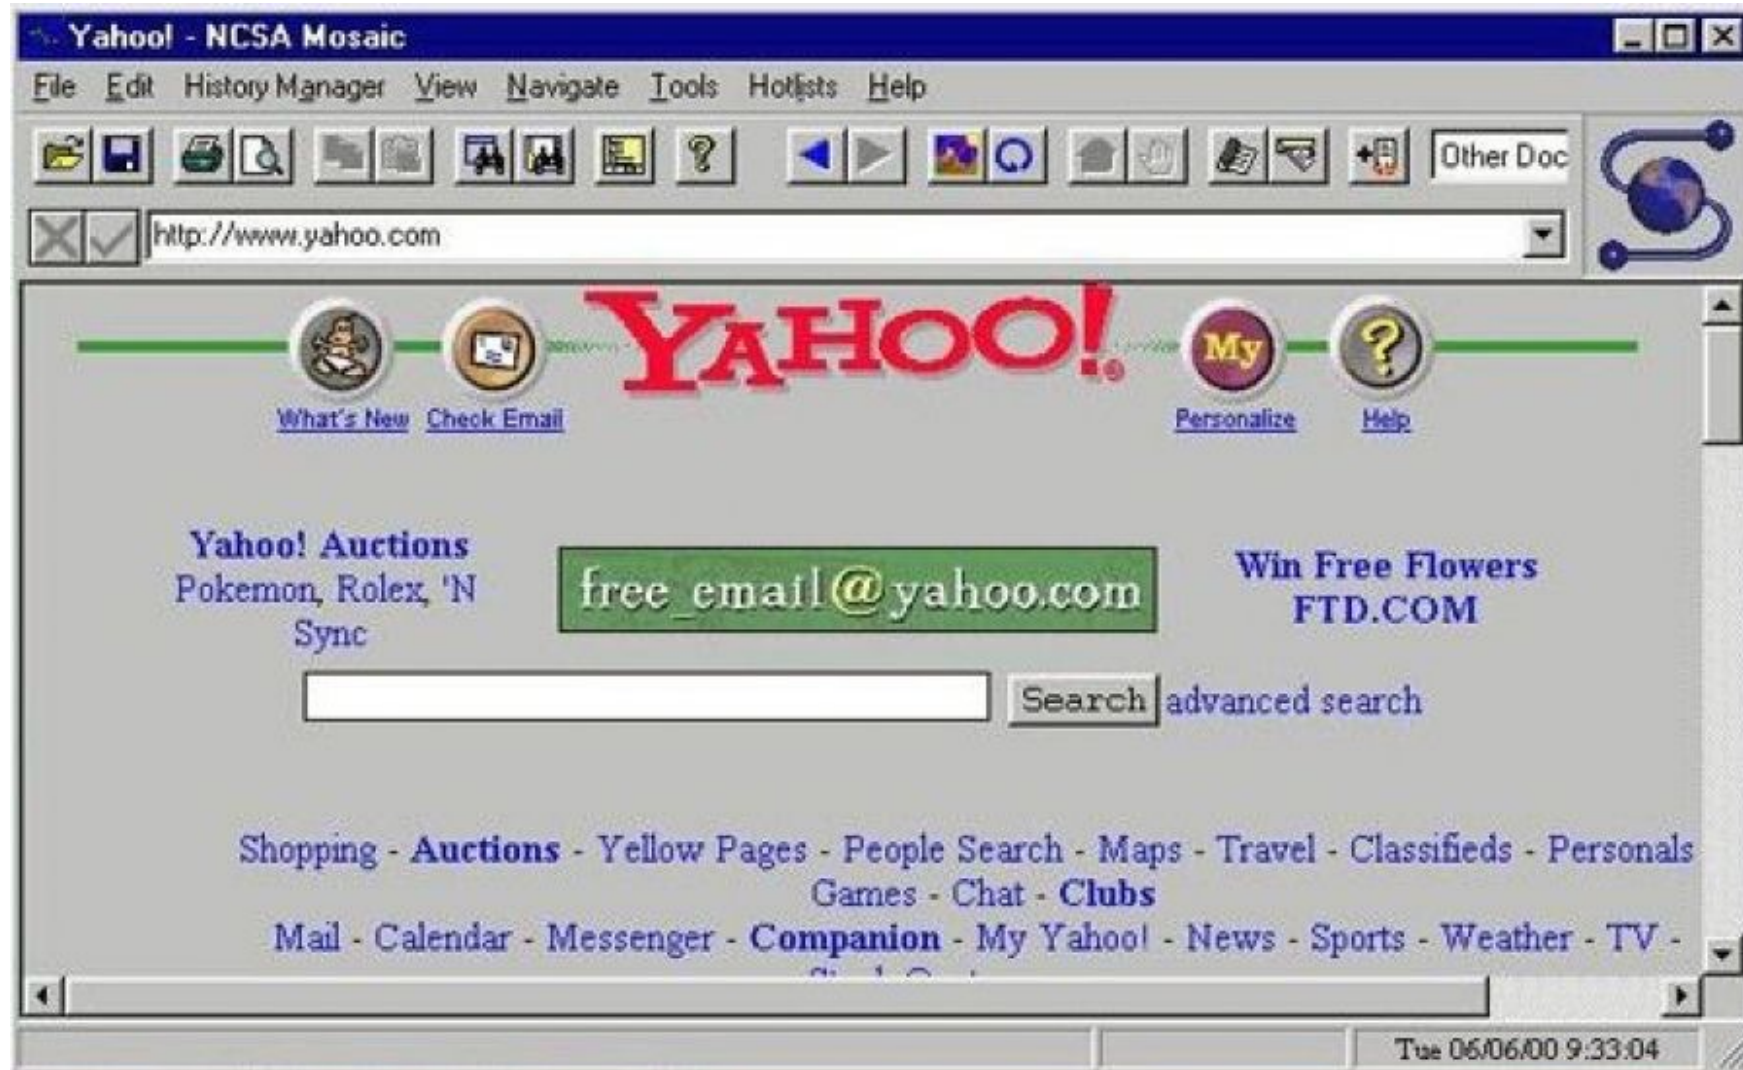 Yahoo! - NCSA Mosaic
File Edit History Manager View Navigate Tools Hotlists Help
Other Doc
http://www.yahoo.com
YAHOO!
My
What's New Check Email Personalize Help
Yahoo! Auctions
Pokemon, Rolex, 'N
Sync
free_email@yahoo.com
Win Free Flowers
FTD.COM
Search advanced search
Shopping - Auctions - Yellow Pages - People Search - Maps - Travel - Classifieds - Personals
Games - Chat - Clubs
Mail - Calendar - Messenger - Companion - My Yahoo! - News - Sports - Weather - TV -
Tue 06/06/00 9:33:04